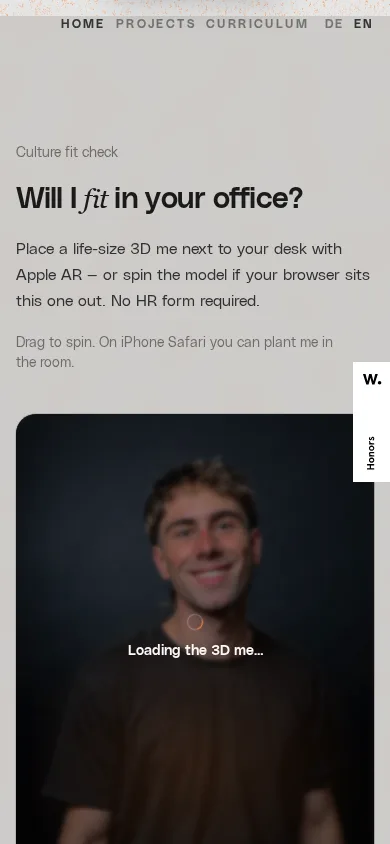 HOME PROJECTS CURRICULUM DE EN
Culture fit check
Will I fit in your office?
Place a life-size 3D me next to your desk with
Apple AR — or spin the model if your browser sits
this one out. No HR form required.
Drag to spin. On iPhone Safari you can plant me in
the room.
W.
Honors
Loading the 3D me...